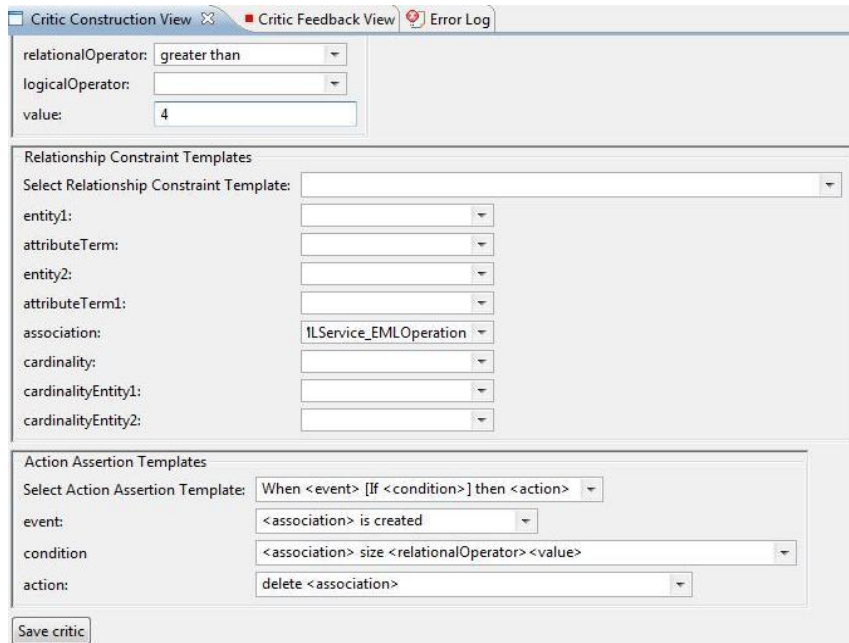 Critic Construction View Critic Feedback View Error Log
relationalOperator: greater than
logicalOperator:
value: 4
Relationship Constraint Templates
Select Relationship Constraint Template:
entity1:
attributeTerm:
entity2:
attributeTerm1:
association: LService_EMLOperation
cardinality:
cardinalityEntity1:
cardinalityEntity2:
Action Assertion Templates
Select Action Assertion Template: When <event> [If <condition>] then <action>
event: <association> is created
condition <association> size <relationalOperator><value>
action: delete <association>
Save critic